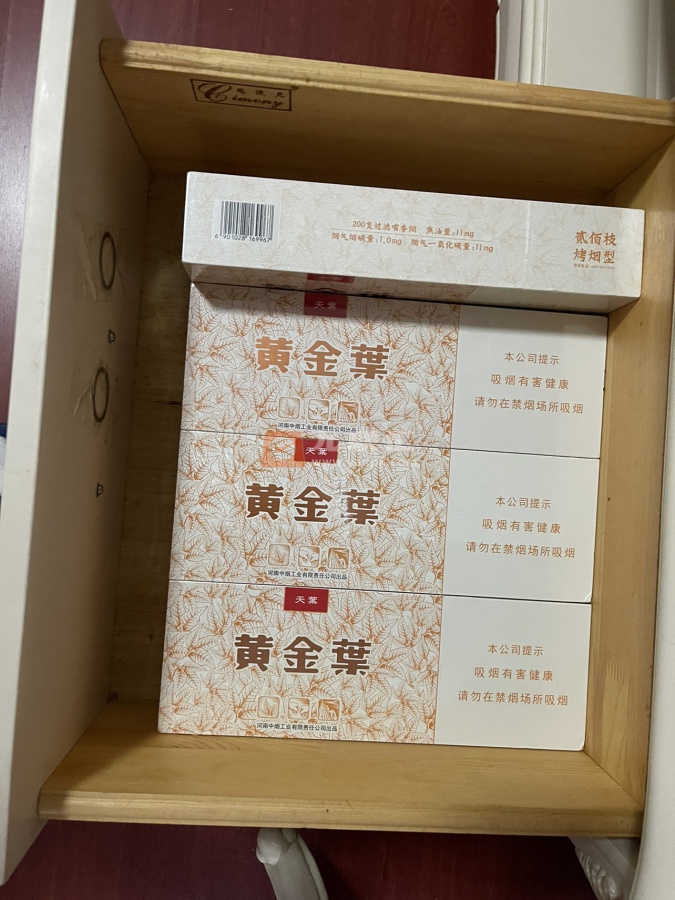 思漫尼
Cimony
6901028169967
200支过滤嘴香烟 焦油量:11mg
烟气烟碱量:1.0mg 烟气一氧化碳量:11mg
贰佰枝
烤烟型
天葉
黄金葉
河南中烟工业有限责任公司出品
本公司提示
吸烟有害健康
请勿在禁烟场所吸烟
天葉
黄金葉
河南中烟工业有限责任公司出品
本公司提示
吸烟有害健康
请勿在禁烟场所吸烟
天葉
黄金葉
河南中烟工业有限责任公司出品
本公司提示
吸烟有害健康
请勿在禁烟场所吸烟